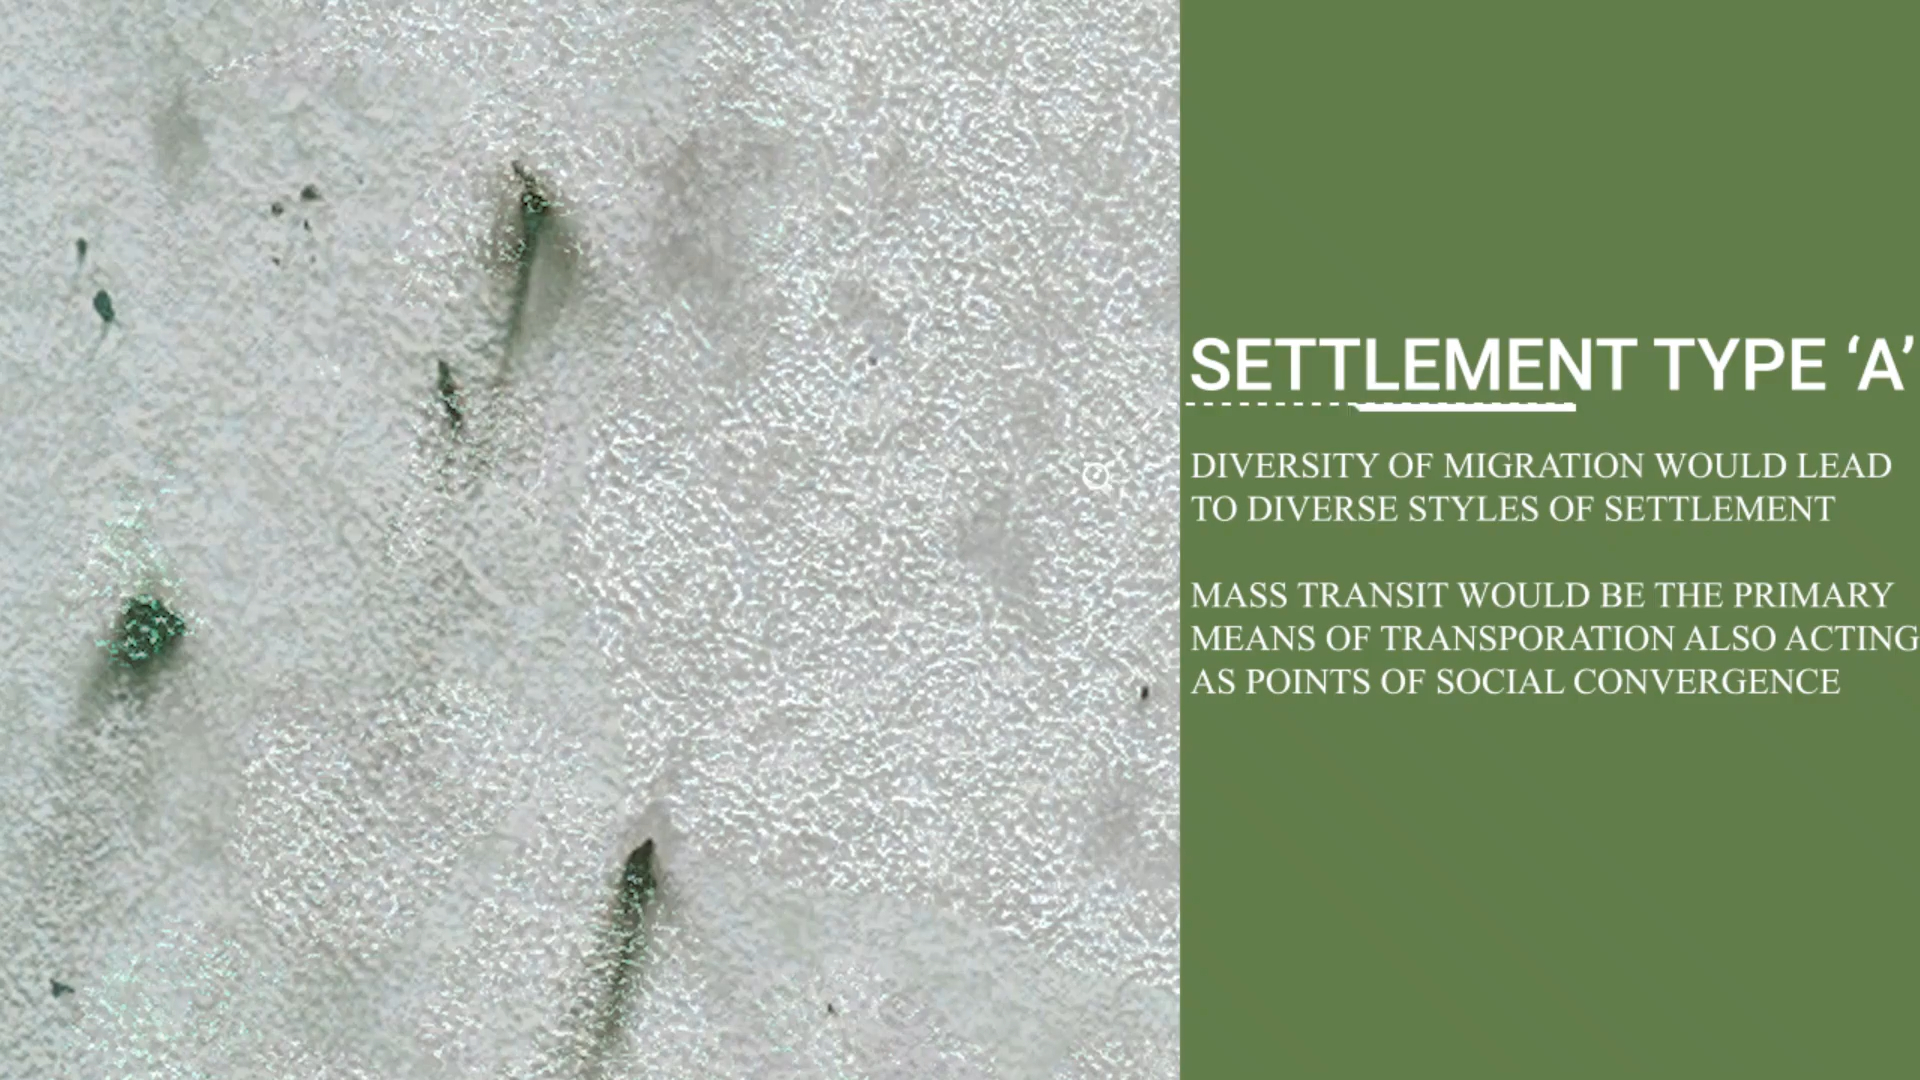 SETTLEMENT TYPE ‘A’
DIVERSITY OF MIGRATION WOULD LEAD
TO DIVERSE STYLES OF SETTLEMENT
MASS TRANSIT WOULD BE THE PRIMARY
MEANS OF TRANSPORATION ALSO ACTING
AS POINTS OF SOCIAL CONVERGENCE